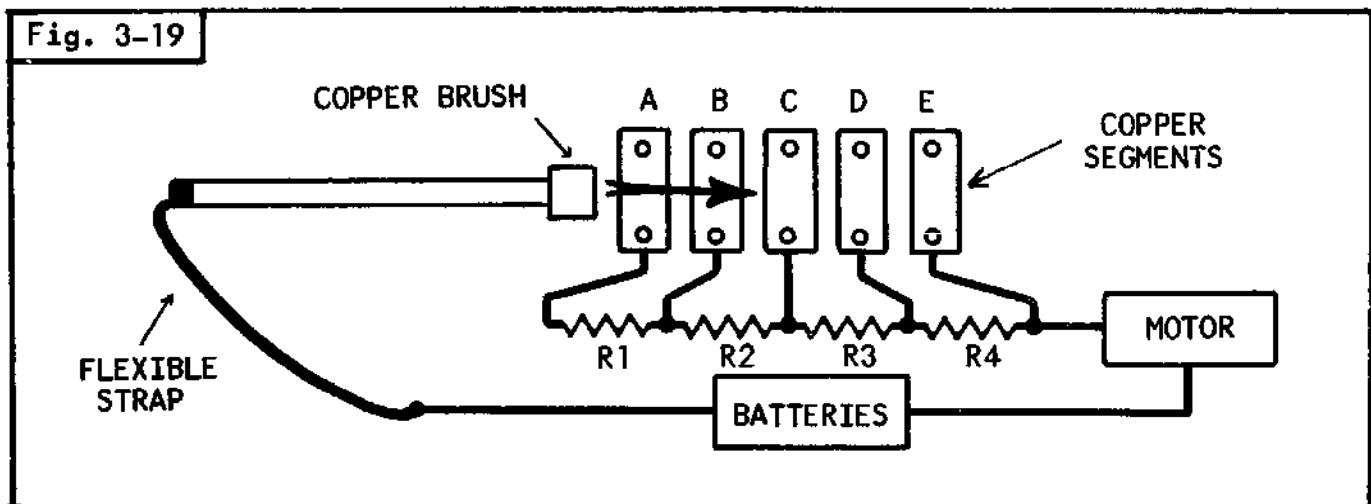 Fig. 3-19
COPPER BRUSH
A B C D E
COPPER
SEGMENTS
FLEXIBLE
STRAP
R1 R2 R3 R4
MOTOR
BATTERIES